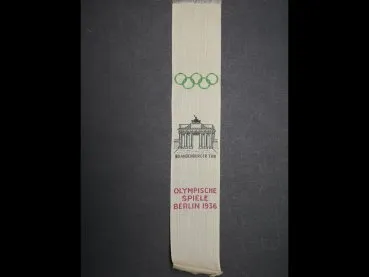 BRANDENBURGER TOR
OLYMPISCHE
SPIELE
BERLIN 1936